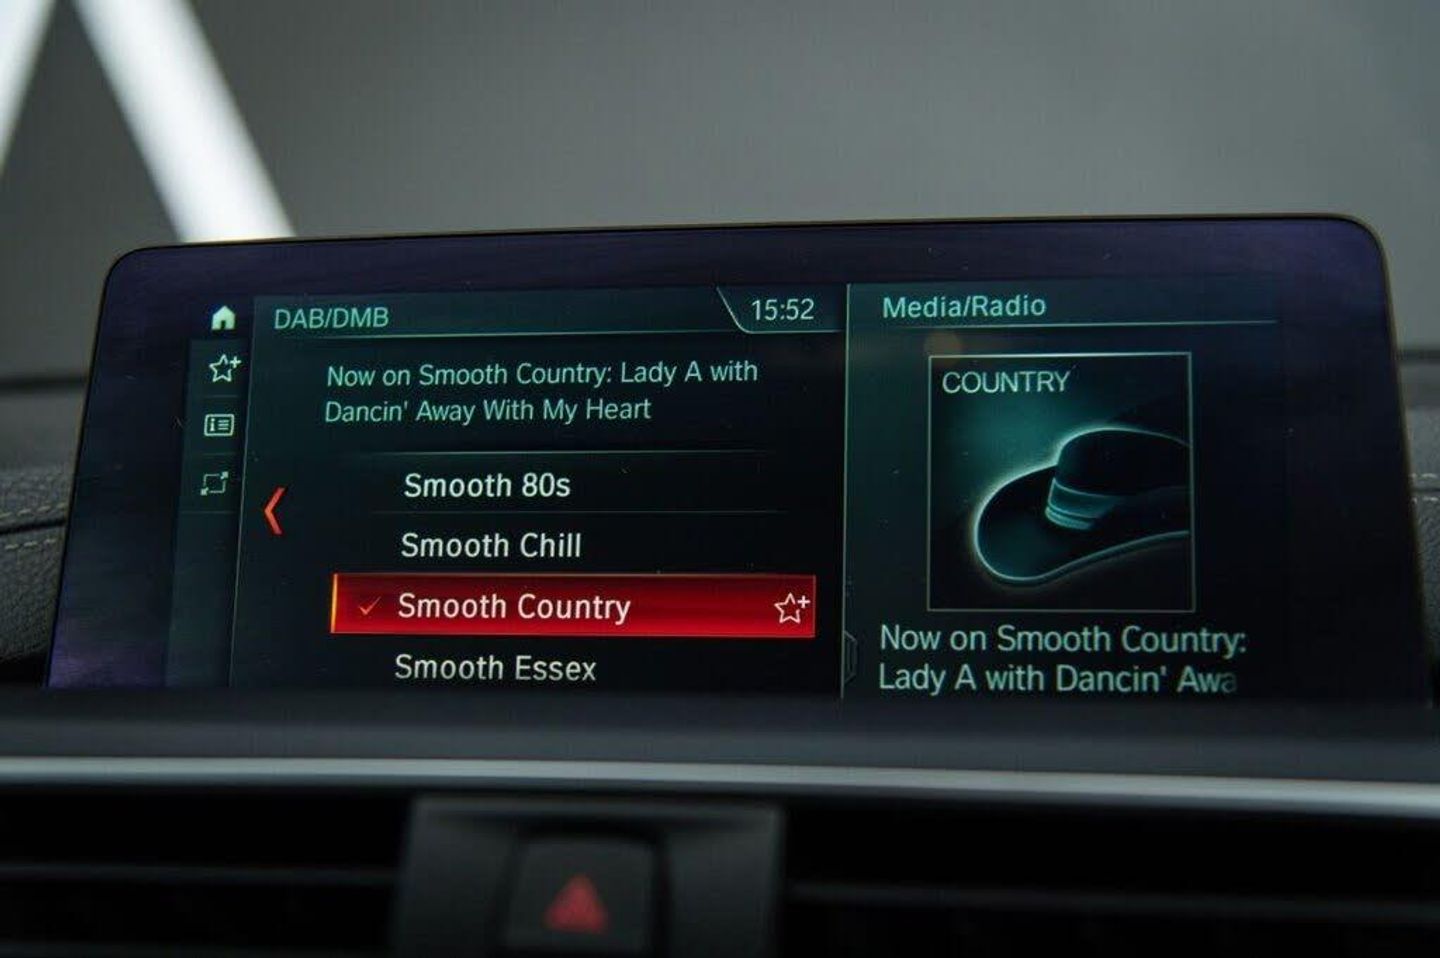 DAB/DMB
15:52
Now on Smooth Country: Lady A with
Dancin' Away With My Heart
Smooth 80s
Smooth Chill
Smooth Country
Smooth Essex
Media/Radio
COUNTRY
Now on Smooth Country:
Lady A with Dancin' Awa